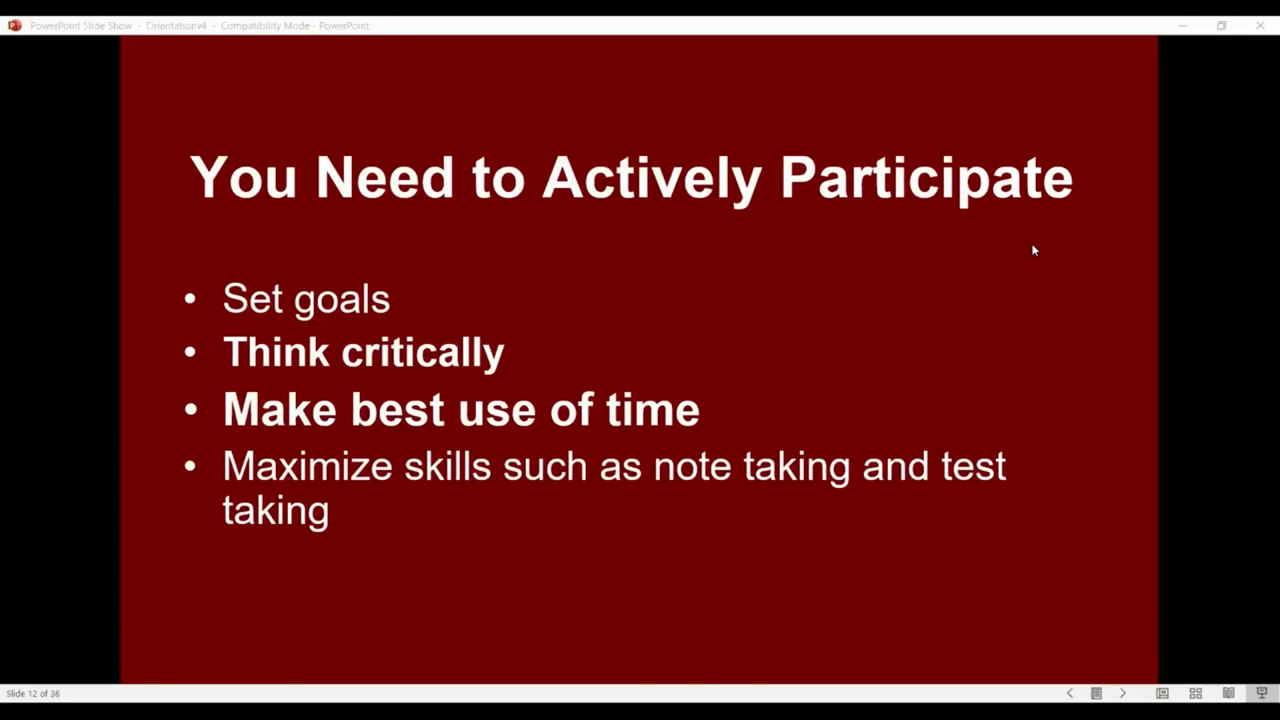 PowerPoint Slide Show - Orientationv4 - Compatibility Mode - PowerPoint
You Need to Actively Participate
• Set goals
• Think critically
• Make best use of time
• Maximize skills such as note taking and test
taking
Slide 12 of 36